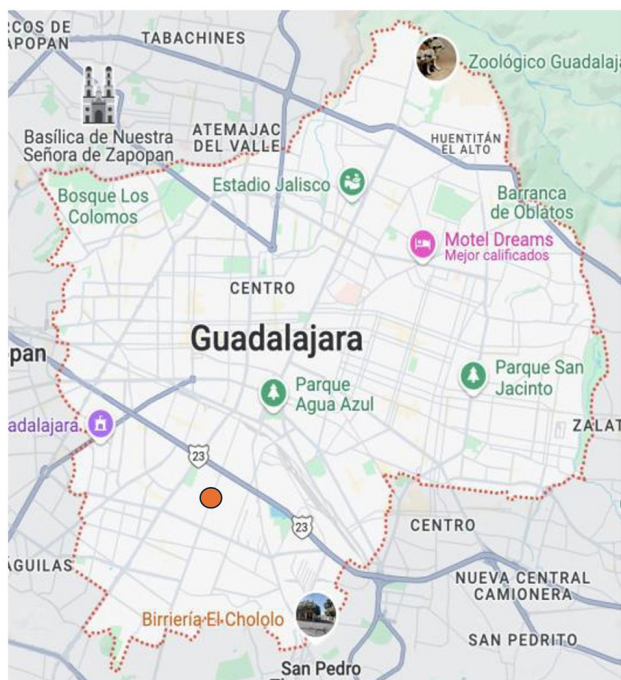 RCOS DE
APOPAN
TABACHINES
Zoológico Guadalaja
Basílica de Nuestra
Señora de Zapopan
ATEMAJAC
DEL VALLE
HUENTITÁN
EL ALTO
Estadio Jalisco
Bosque Los
Colomos
Barranca
de Oblatos
Motel Dreams
Mejor calificados
CENTRO
Guadalajara
pan
Parque
Agua Azul
Parque San
Jacinto
adalajara
ZALAT
23
23
CENTRO
ÁGUILAS
NUEVA CENTRAL
CAMIONERA
Birriería El Chololo
SAN PEDRITO
San Pedro